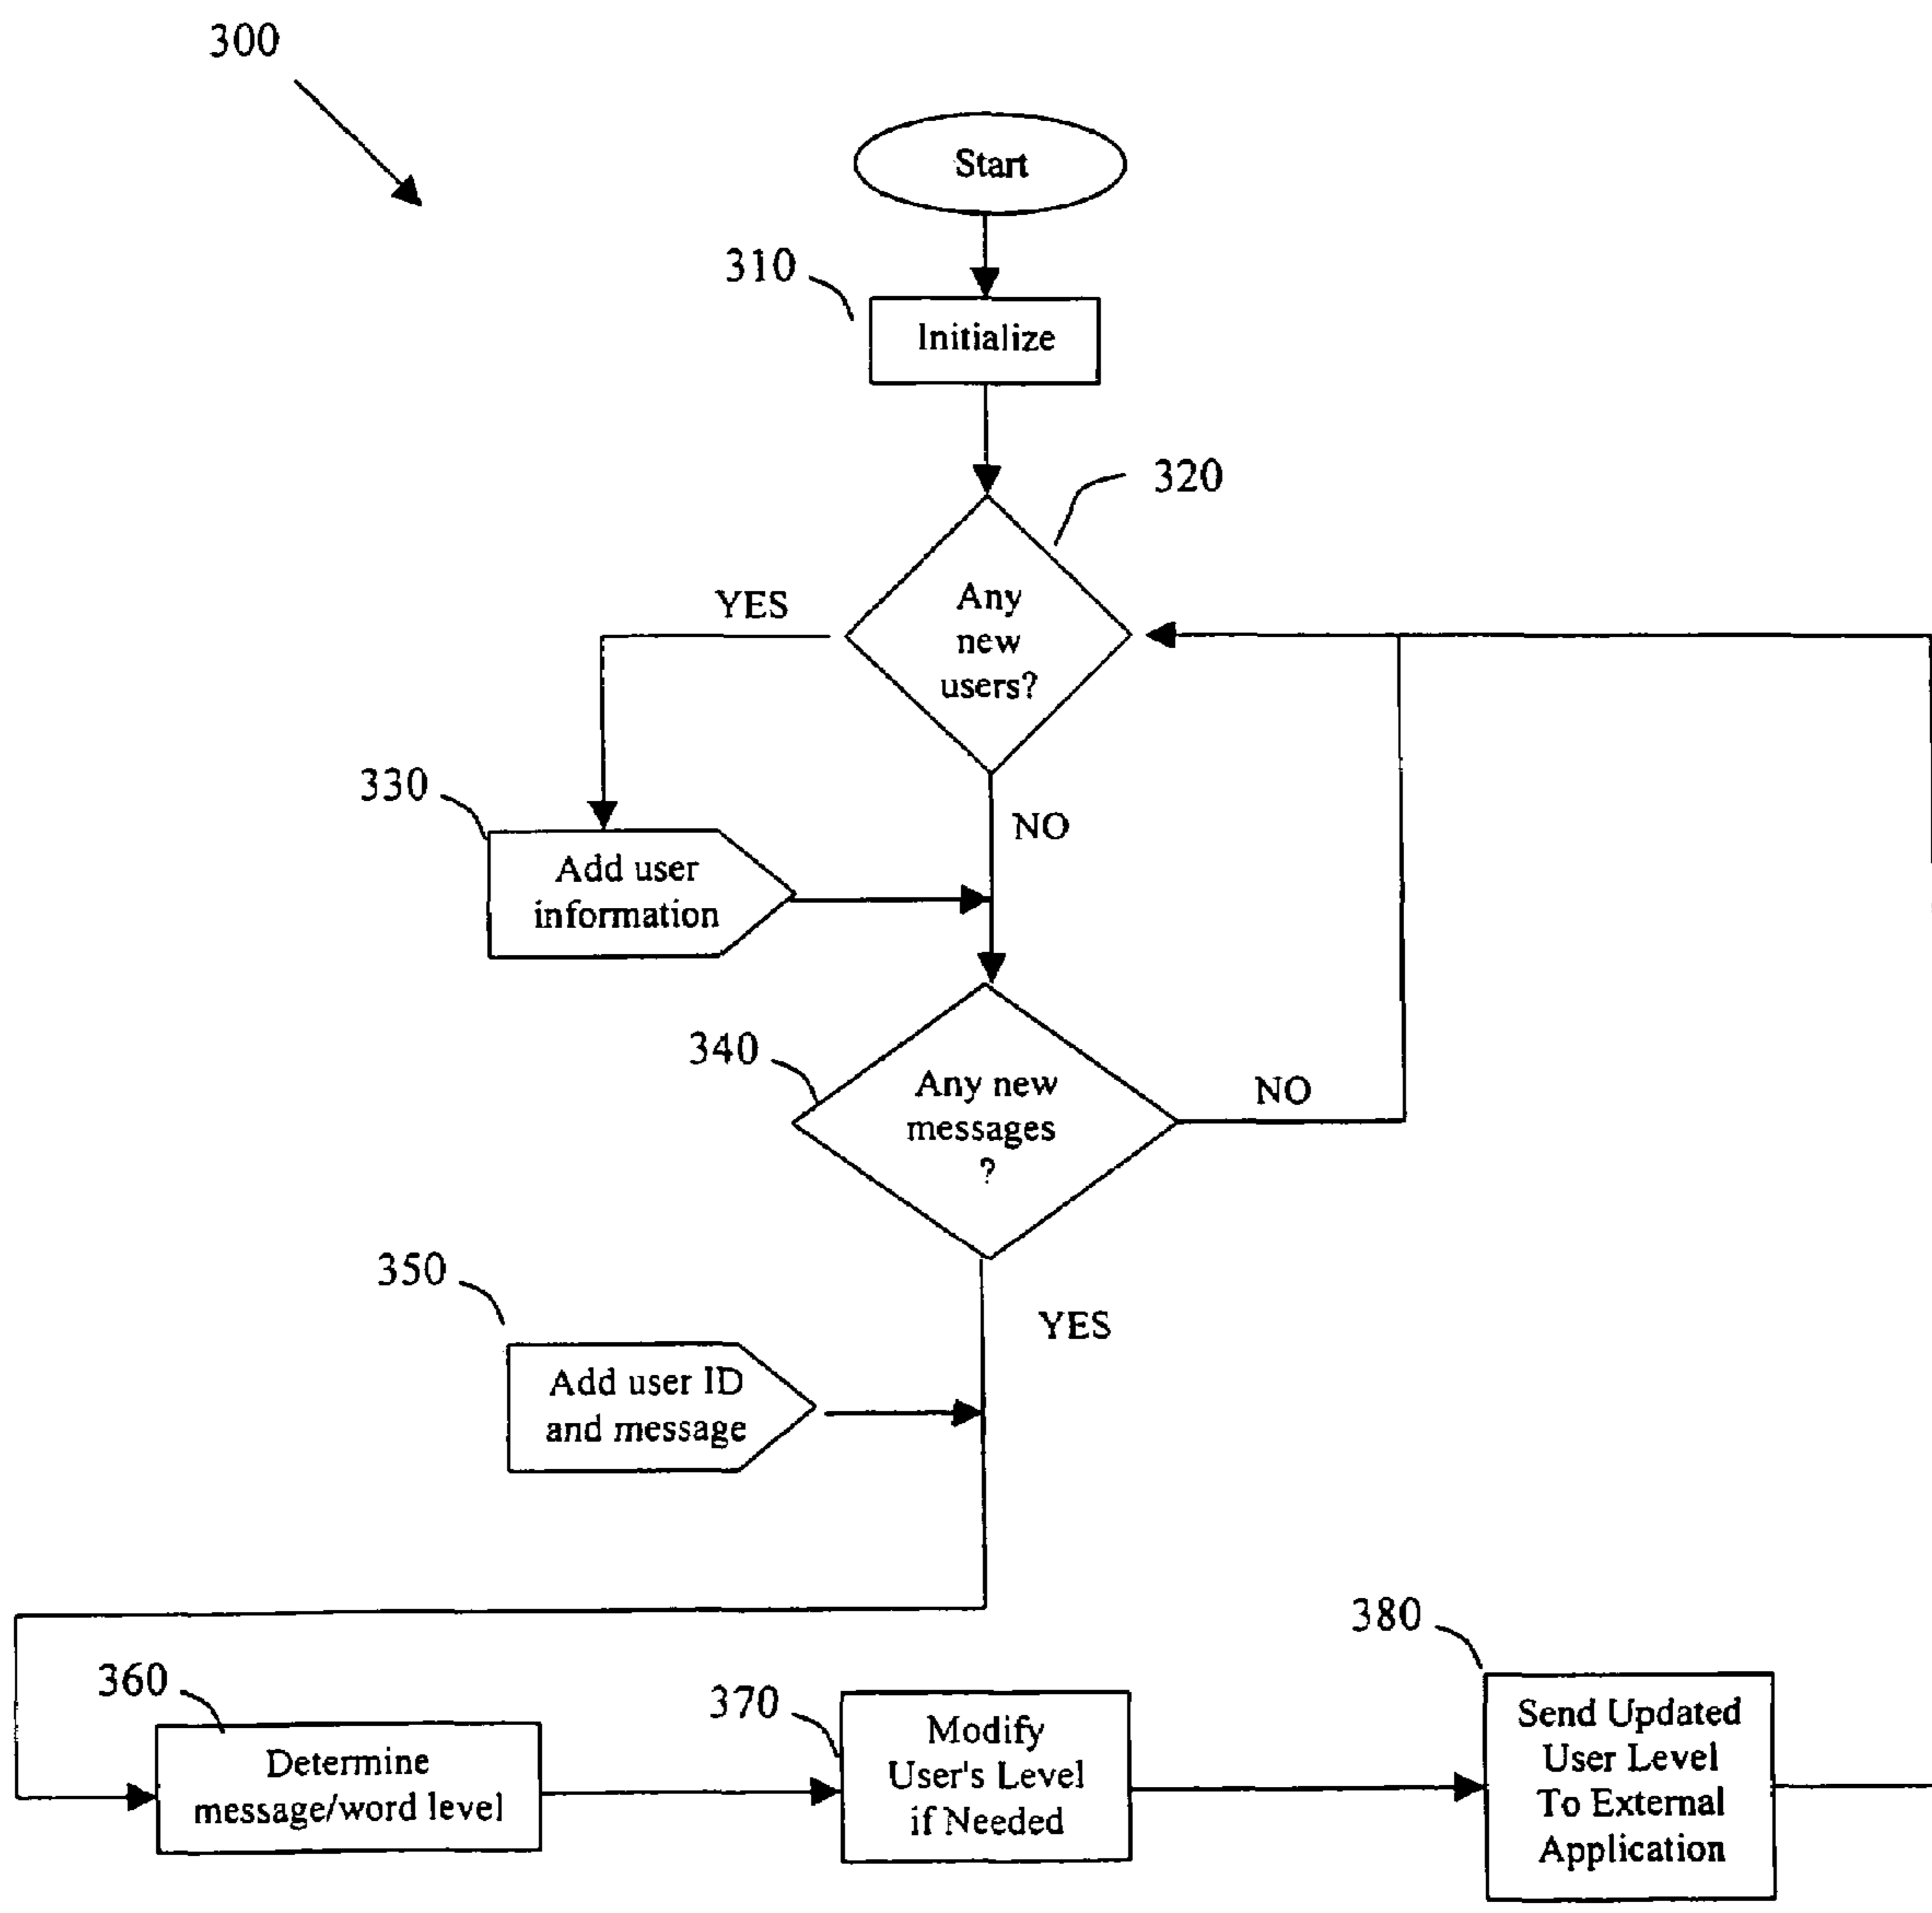 300
Start
310
Initialize
320
Any
new
users?
YES
330
NO
Add user
information
340
Any new
messages
?
NO
350
YES
Add user ID
and message
360
Determine
message/word level
370
Modify
User's Level
if Needed
380
Send Updated
User Level
To External
Application